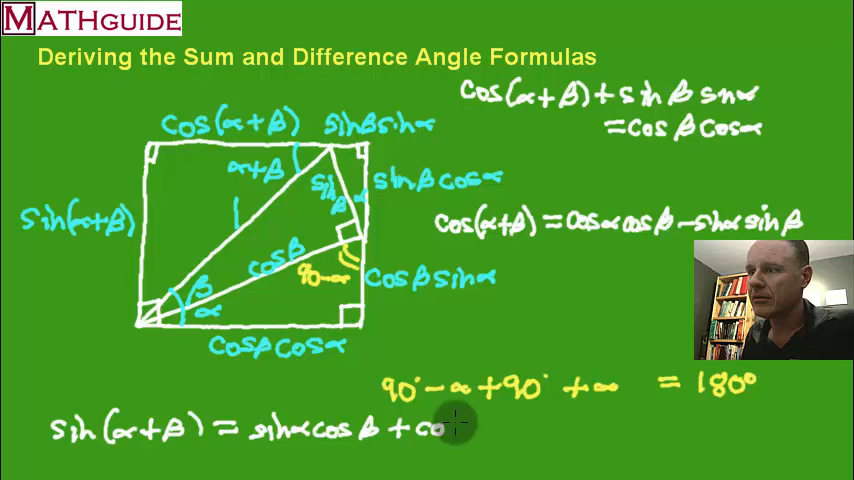 MATHGUIDE
Deriving the Sum and Difference Angle Formulas
cos(α+β) + sinβ sinα
= cosβ cosα
cos(α+β) sinβ sinα
α+β sinβ α sinβ cosα
sin(α+β) 1
cos(α+β) = cosα cosβ - sinα sinβ
cosβ 90-α cosβ sinα
β
α
cosβ cosα
90° - α + 90° + α = 180°
sin(α+β) = sinα cosβ + co